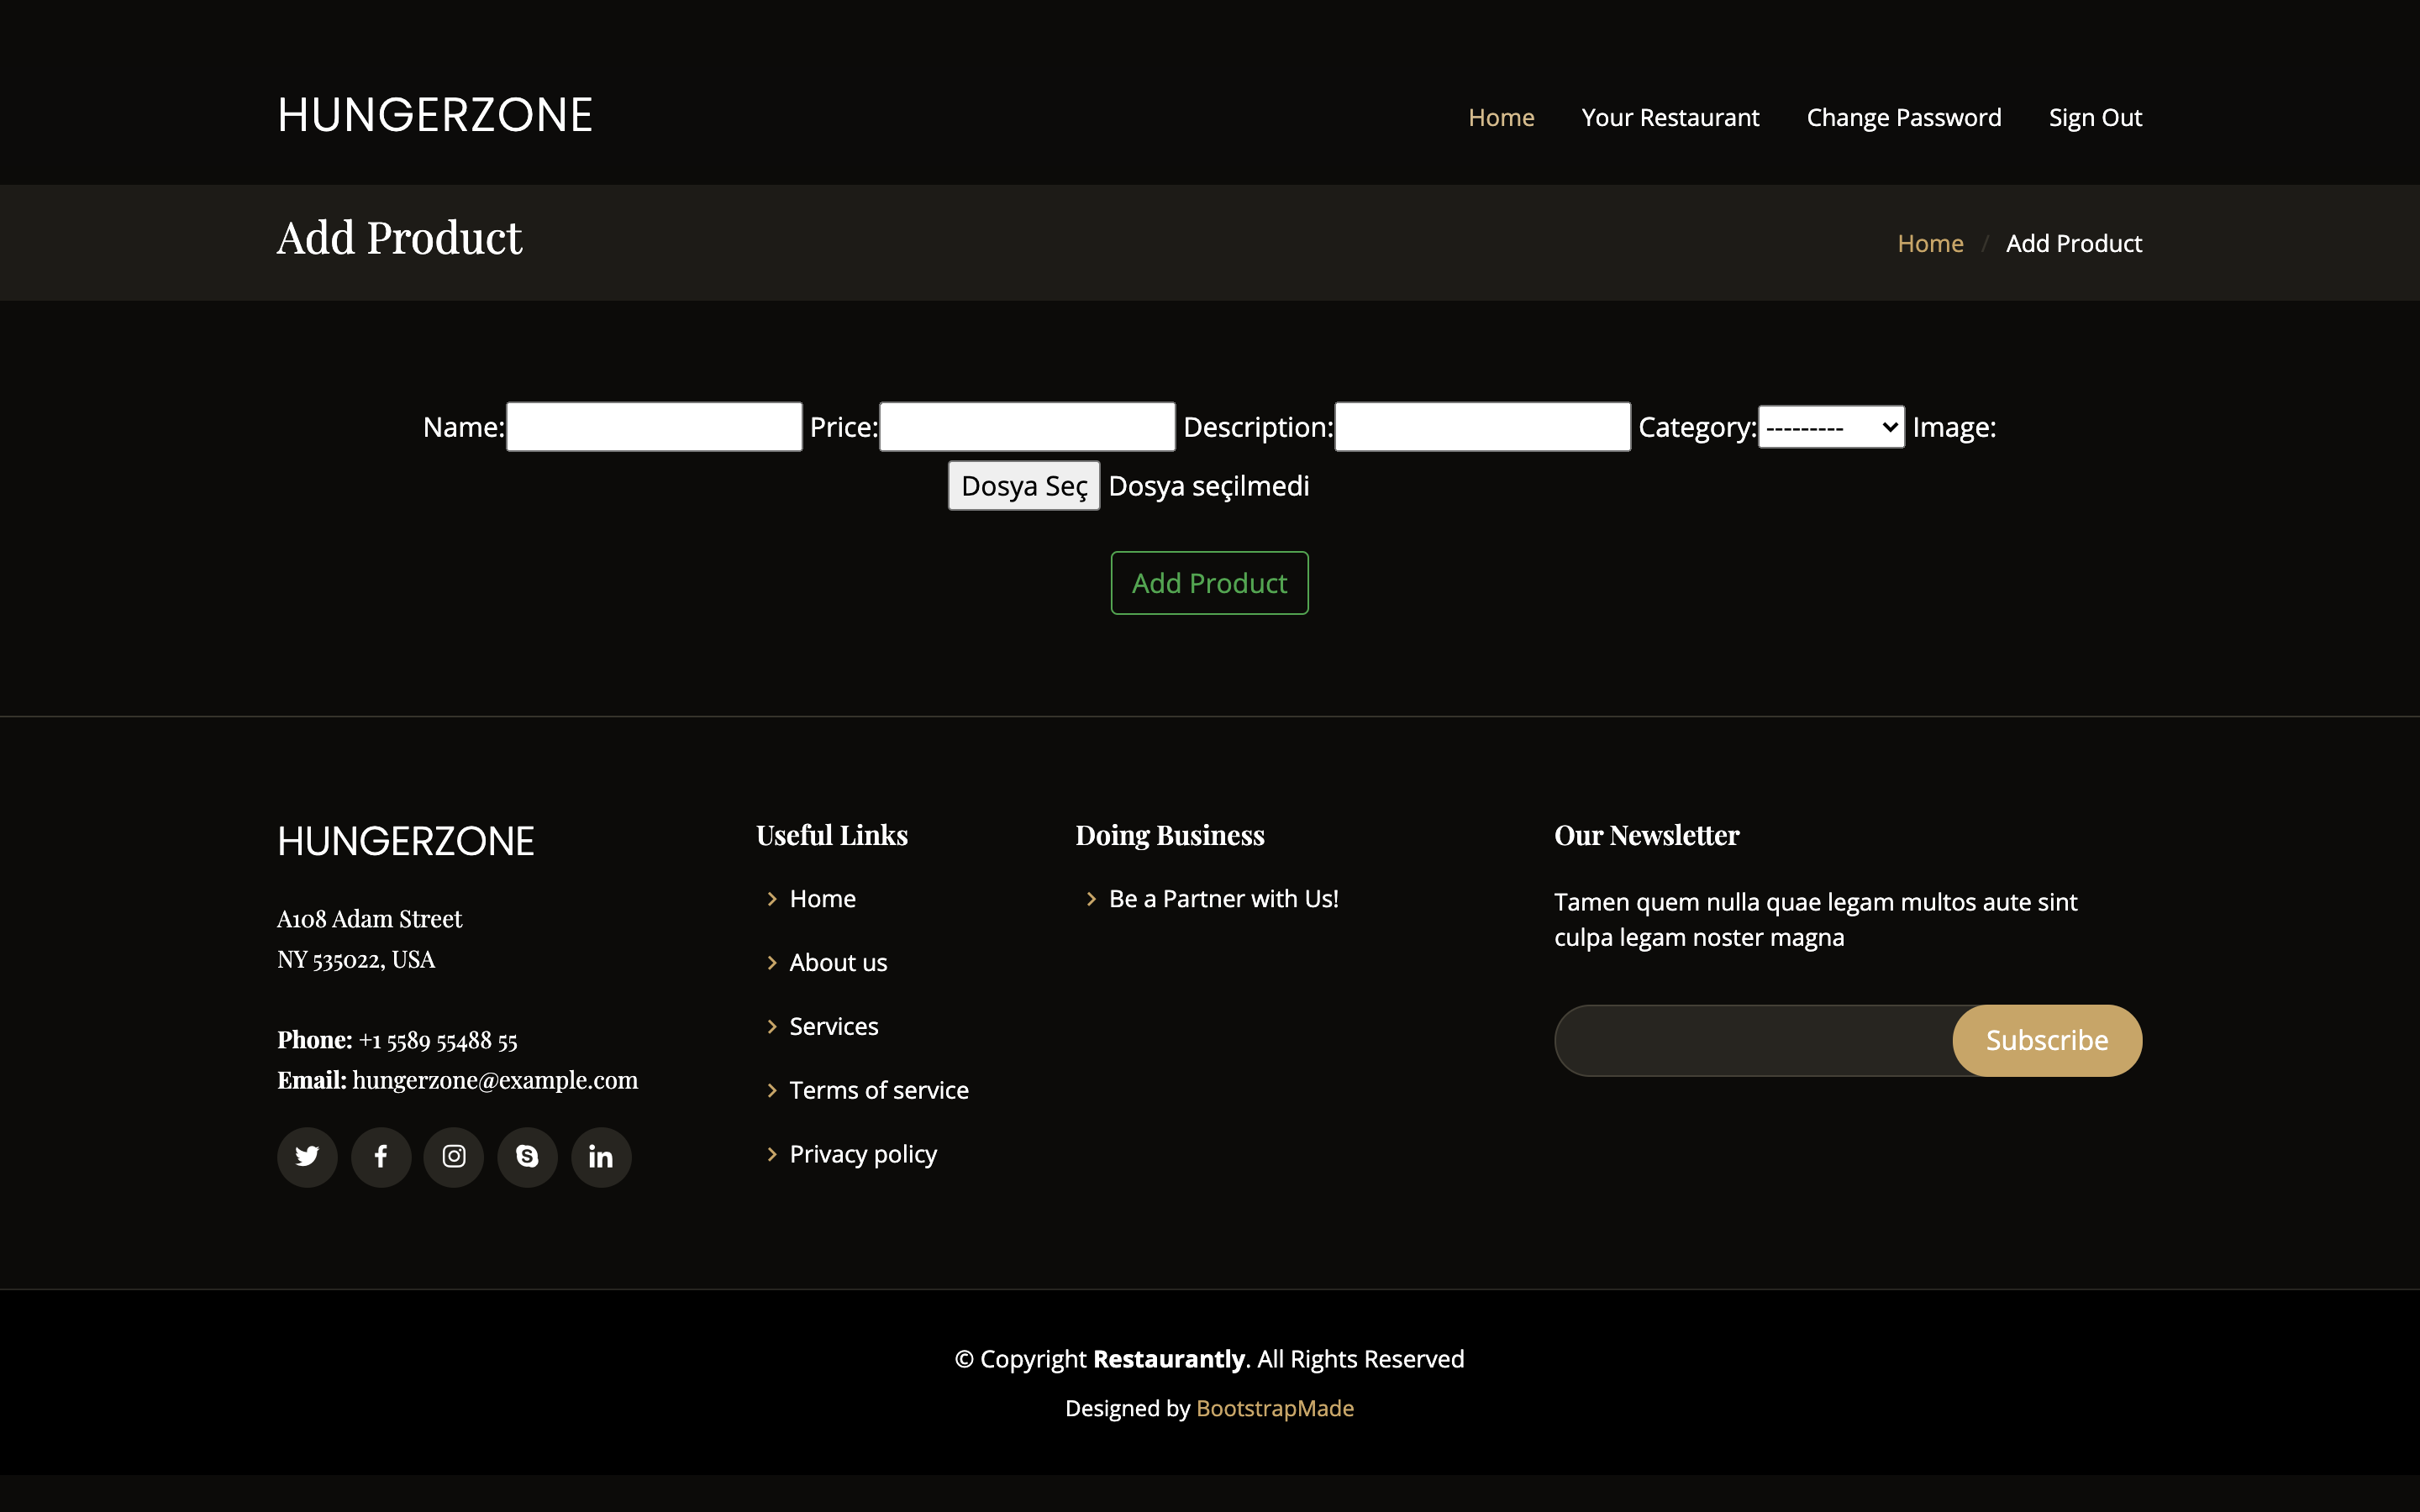 HUNGERZONE
Home Your Restaurant Change Password Sign Out
Add Product
Home / Add Product
Name: Price: Description: Category: --------- Image:
Dosya Seç Dosya seçilmedi
Add Product
HUNGERZONE
A108 Adam Street
NY 535022, USA
Phone: +1 5589 55488 55
Email: hungerzone@example.com
Useful Links
Home
About us
Services
Terms of service
Privacy policy
Doing Business
Be a Partner with Us!
Our Newsletter
Tamen quem nulla quae legam multos aute sint
culpa legam noster magna
Subscribe
© Copyright Restaurantly. All Rights Reserved
Designed by BootstrapMade